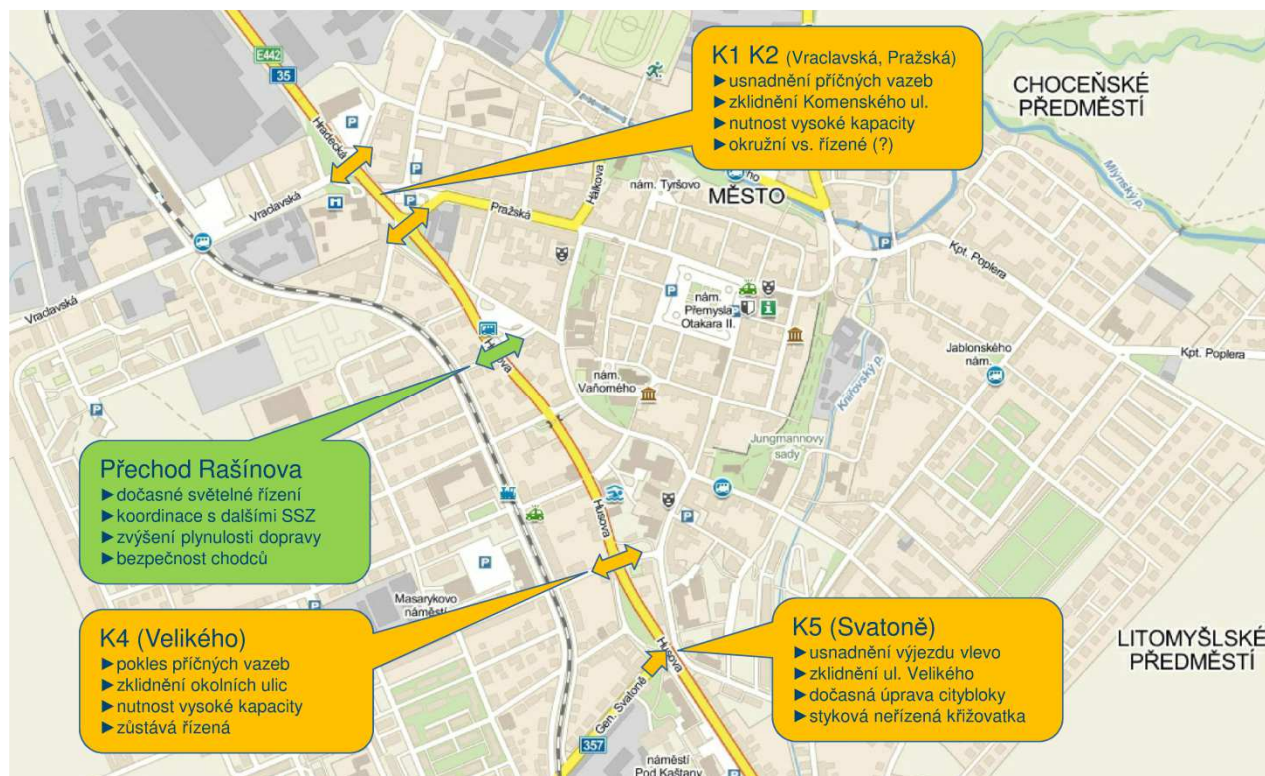 K1 K2 (Vraclavská, Pražská)
►usnadnění příčných vazeb
►zklidnění Komenského ul.
►nutnost vysoké kapacity
►okružní vs. řízené (?)
E442
35
Hradecká
CHOCEŇSKÉ
PŘEDMĚSTÍ
Mlýnský p.
Hálkova
nám. Tyršovo
MĚSTO
Vraclavská
Pražská
Vraclavská
Kpt. Poplera
nám.
Přemysla
Otakara II.
Jablonského
nám.
Kpt. Poplera
nám.
Vaňorného
Jungmannovy
sady
Přechod Rašínova
►dočasné světelné řízení
►koordinace s dalšími SSZ
►zvýšení plynulosti dopravy
►bezpečnost chodců
Husova
Masarykovo
náměstí
K4 (Velikého)
►pokles příčných vazeb
►zklidnění okolních ulic
►nutnost vysoké kapacity
►zůstává řízená
Husova
Gen. Svatoně
357
K5 (Svatoně)
►usnadnění výjezdu vlevo
►zklidnění ul. Velikého
►dočasná úprava citybloky
►styková neřízená křižovatka
LITOMYŠLSKÉ
PŘEDMĚSTÍ
náměstí
Pod Kaštany